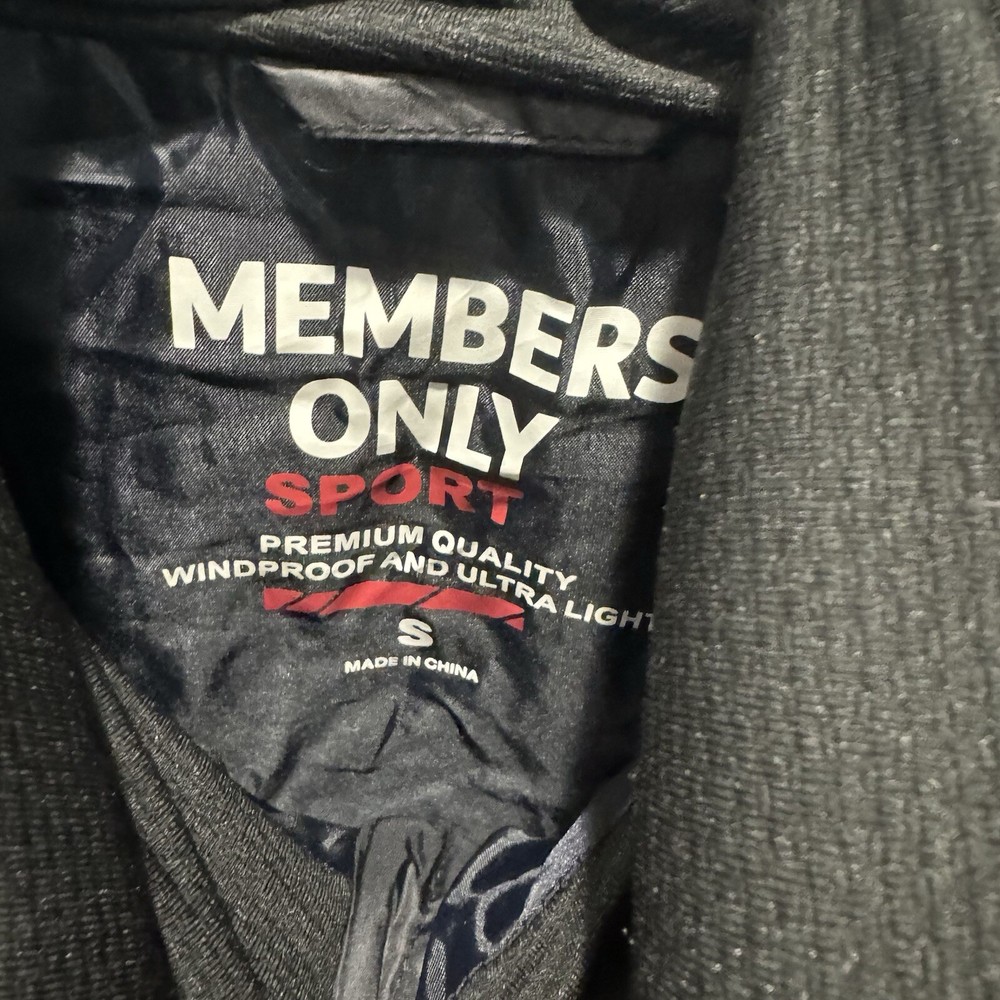 MEMBERS
ONLY
SPORT
PREMIUM QUALITY
WINDPROOF AND ULTRA LIGHT
S
MADE IN CHINA